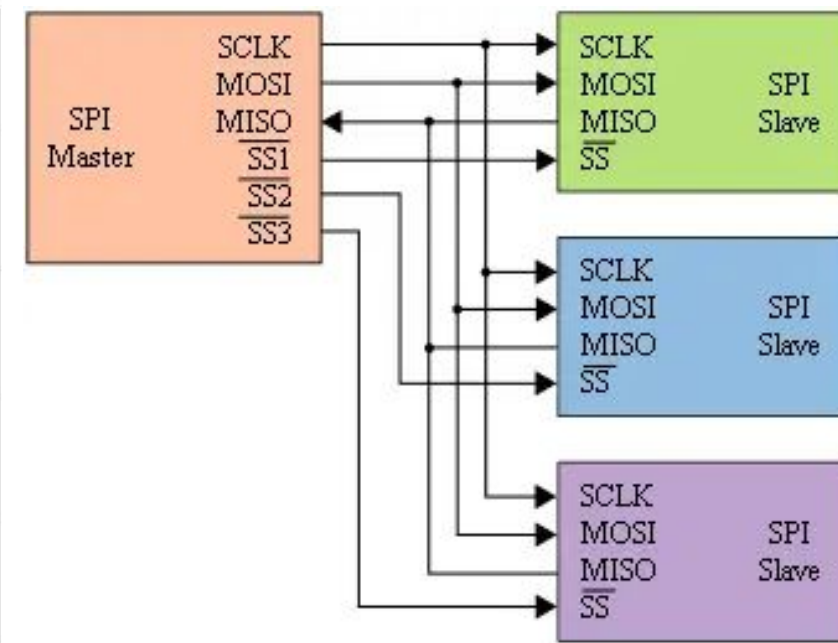 SPI
Master
SCLK
MOSI
MISO
SS1
SS2
SS3
SCLK
MOSI
MISO
SS
SPI
Slave
SCLK
MOSI
MISO
SS
SPI
Slave
SCLK
MOSI
MISO
SS
SPI
Slave